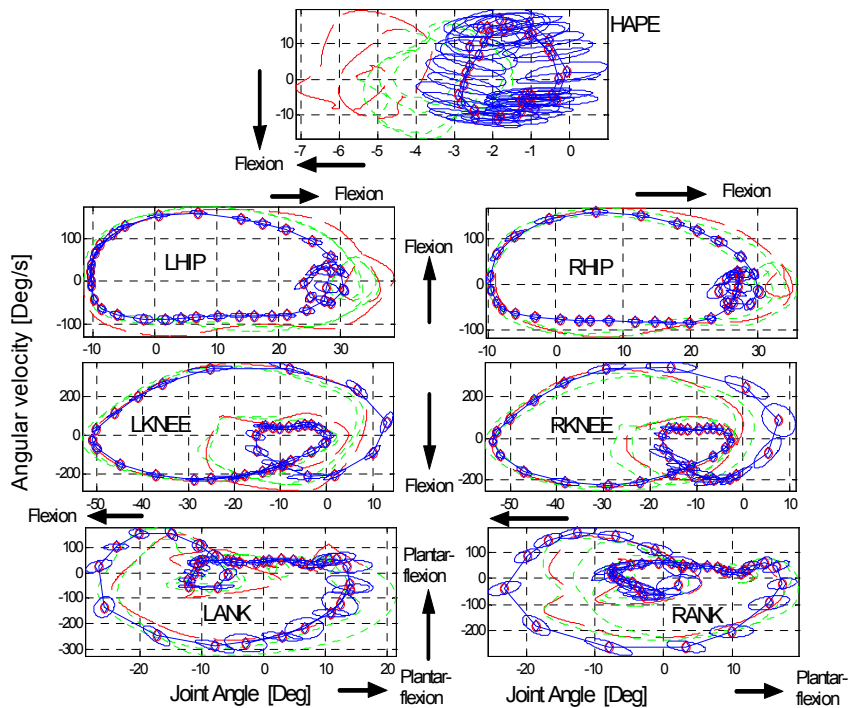 HAPE
10
0
-10
-7 -6 -5 -4 -3 -2 -1 0
Flexion
Flexion
Flexion
Angular velocity [Deg/s]
100
0
-100
LHIP
-10 0 10 20 30
Flexion
100
0
-100
RHIP
-10 0 10 20 30
200
0
-200
LKNEE
-50 -40 -30 -20 -10 0 10
Flexion
200
0
-200
RKNEE
-50 -40 -30 -20 -10 0 10
Flexion
100
0
-100
-200
-300
LANK
-20 -10 0 10 20
Plantar-
flexion
100
0
-100
-200
RANK
-20 -10 0 10
Joint Angle [Deg]
Plantar-
flexion
Joint Angle [Deg]
Plantar-
flexion